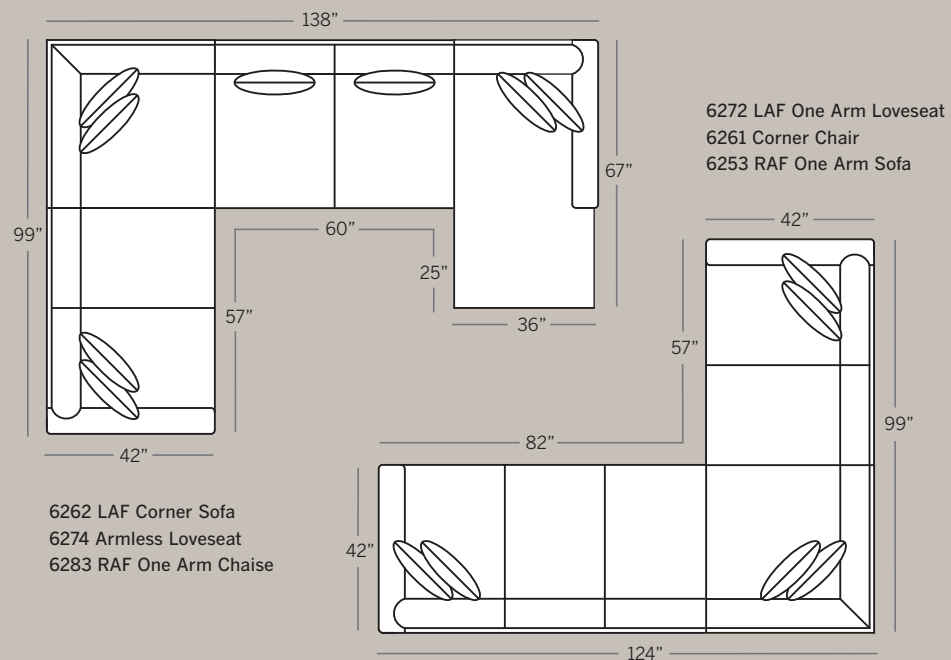 138”
6272 LAF One Arm Loveseat
6261 Corner Chair
6253 RAF One Arm Sofa
67”
99”
60”
42”
25”
57”
36”
57”
99”
82”
42”
6262 LAF Corner Sofa
6274 Armless Loveseat
6283 RAF One Arm Chaise
42”
124”